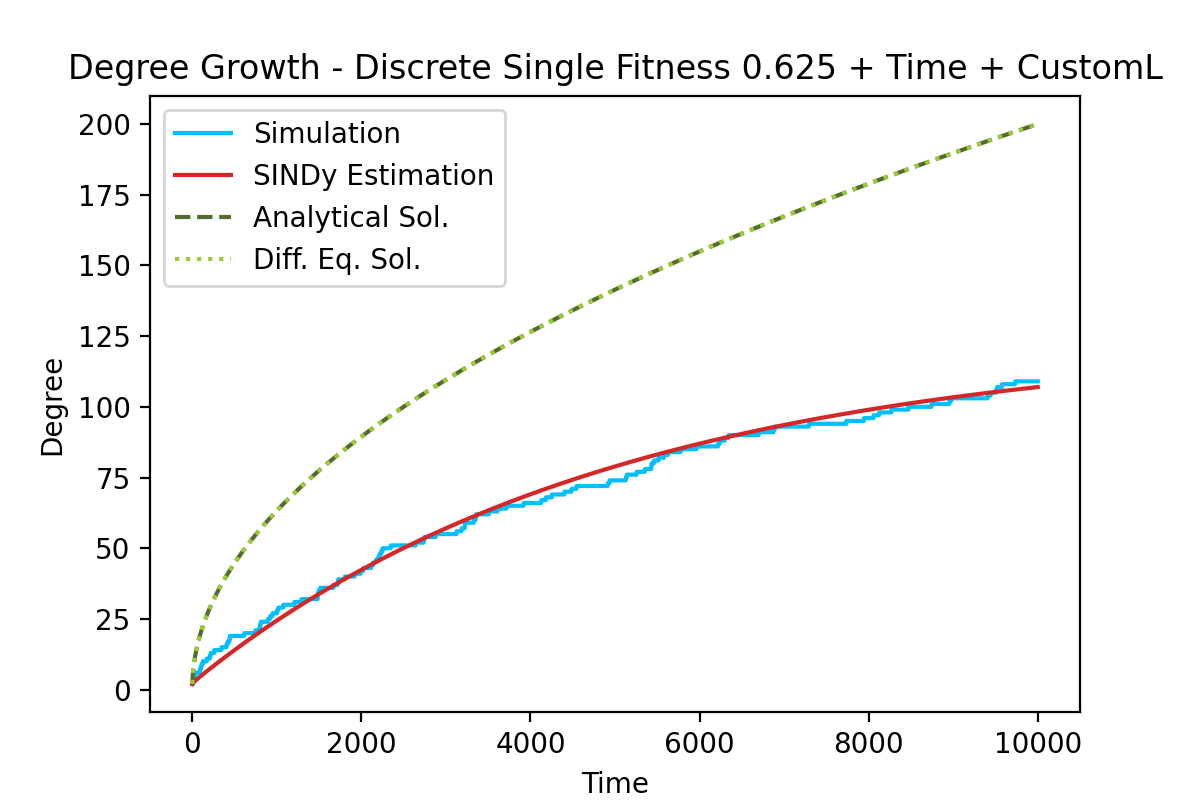 Degree Growth - Discrete Single Fitness 0.625 + Time + CustomL
Simulation
SINDy Estimation
Analytical Sol.
Diff. Eq. Sol.
200
175
150
125
100
75
50
25
0
Degree
0 2000 4000 6000 8000 10000
Time